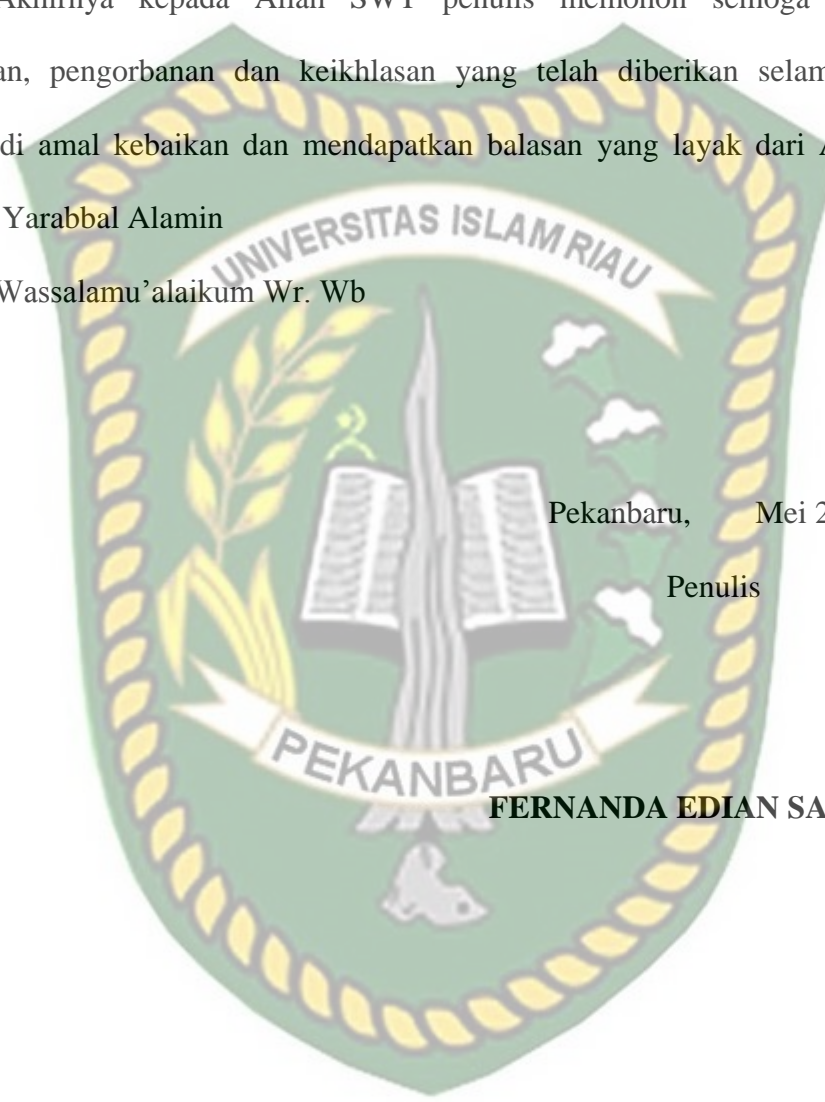 Akhirnya kepada Allah SWT penulis memohon semoga
an, pengorbanan dan keikhlasan yang telah diberikan selam
di amal kebaikan dan mendapatkan balasan yang layak dari A
Yarabbal Alamin
UNIVERSITAS ISLAM RIAU
Wassalamu’alaikum Wr. Wb
Pekanbaru, Mei 2
Penulis
PEKANBARU
FERNANDA EDIAN SA